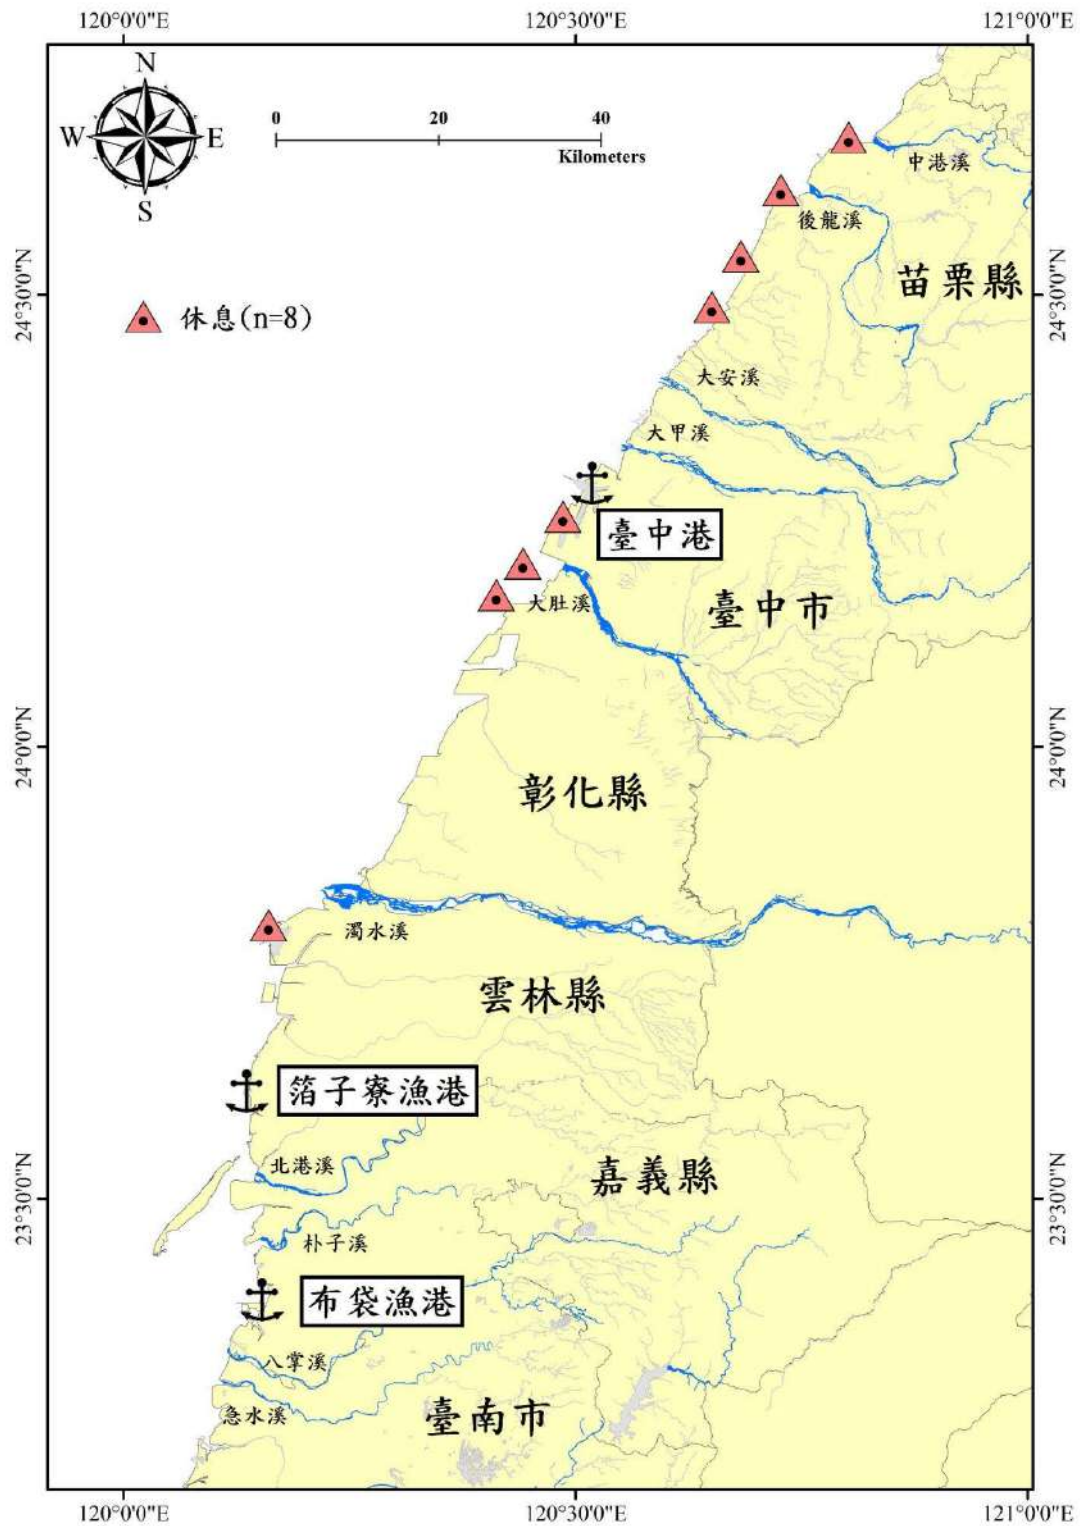 120°0'0"E
120°30'0"E
121°0'0"E
N
W
E
S
0
20
40
Kilometers
中港溪
後龍溪
苗栗縣
24°30'0"N
24°30'0"N
休息(n=8)
大安溪
大甲溪
臺中港
大肚溪
臺中市
24°0'0"N
24°0'0"N
彰化縣
濁水溪
雲林縣
箔子寮漁港
北港溪
嘉義縣
23°30'0"N
23°30'0"N
朴子溪
布袋漁港
八掌溪
急水溪
臺南市
120°0'0"E
120°30'0"E
121°0'0"E